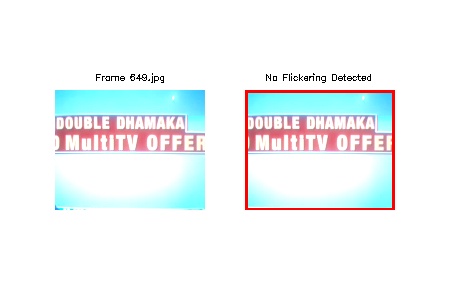 Frame 649.jpg
No Flickering Detected
DOUBLE DHAMAKA
MultiTV OFFER
DOUBLE DHAMAKA
MultiTV OFFER